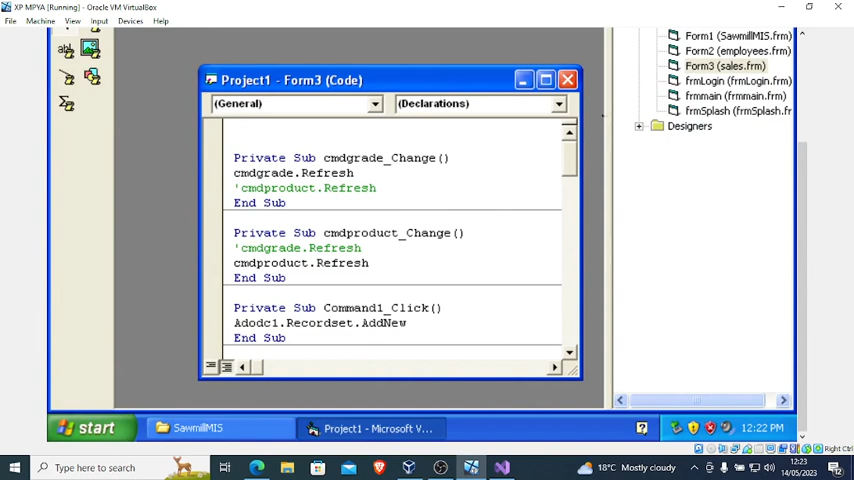 XP MPYA [Running] - Oracle VM VirtualBox
File Machine View Input Devices Help
Form1 (SawmillMIS.frm)
Form2 (employees.frm)
Form3 (sales.frm)
frmLogin (frmLogin.frm)
frmmain (frmmain.frm)
frmSplash (frmSplash.fr
Designers
Project1 - Form3 (Code)
(General) (Declarations)
Private Sub cmdgrade_Change()
cmdgrade.Refresh
'cmdproduct.Refresh
End Sub
Private Sub cmdproduct_Change()
'cmdgrade.Refresh
cmdproduct.Refresh
End Sub
Private Sub Command1_Click()
Adodc1.Recordset.AddNew
End Sub
start SawmillMIS Project1 - Microsoft V... 12:22 PM
Right Ctrl
Type here to search 18°C Mostly cloudy 12:23
14/05/2023